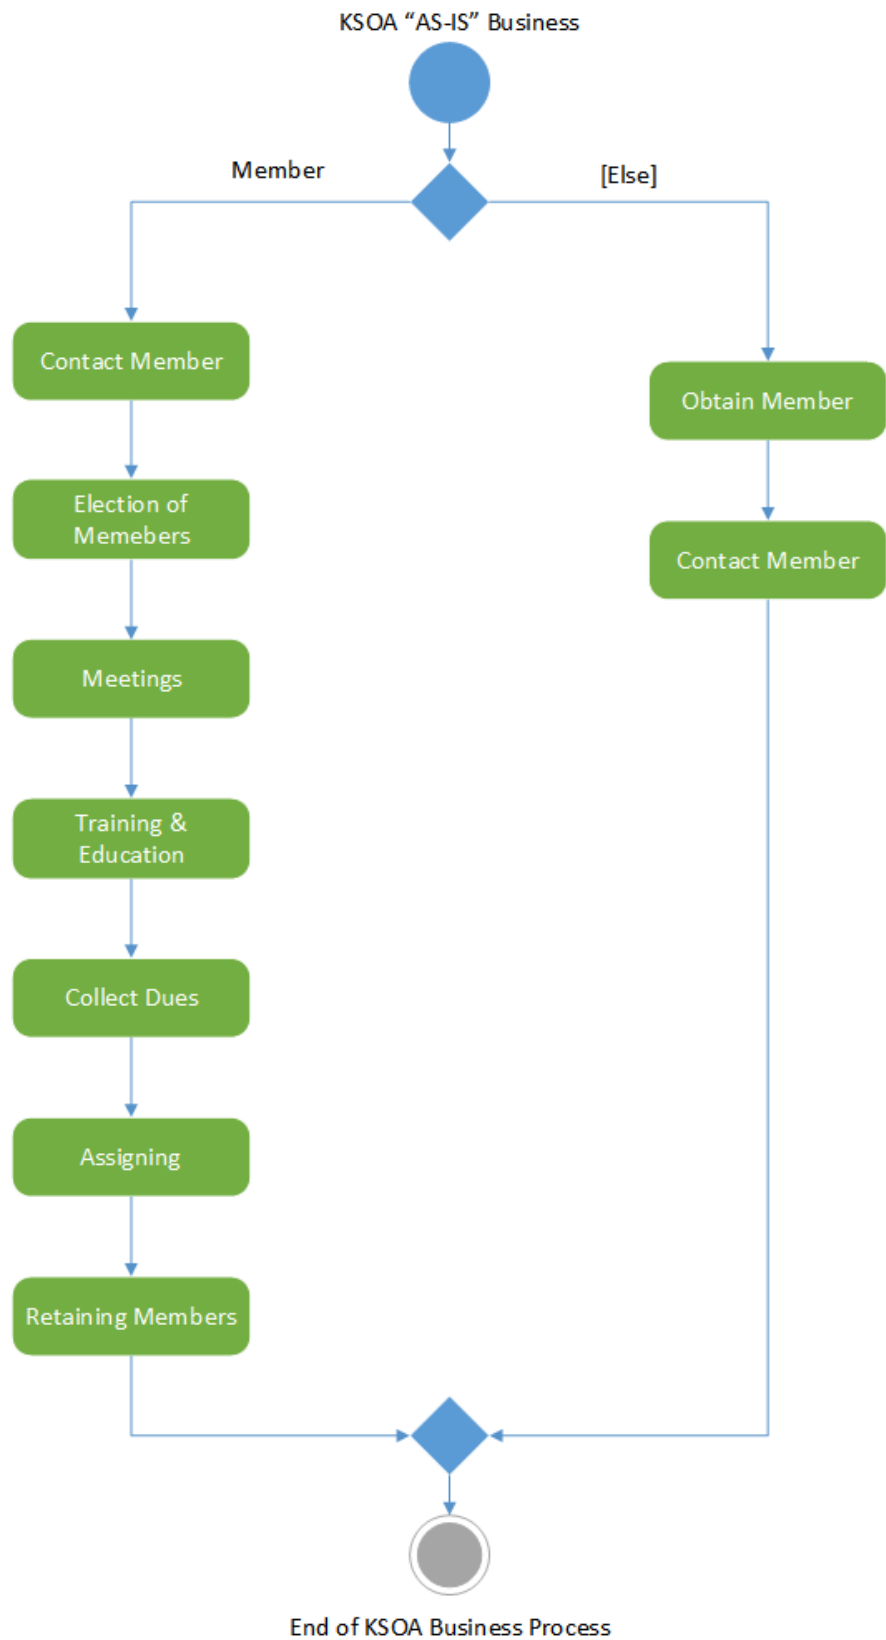 KSOA “AS-IS” Business
Member
[Else]
Contact Member
Election of
Memebers
Meetings
Training &
Education
Collect Dues
Assigning
Retaining Members
Obtain Member
Contact Member
End of KSOA Business Process